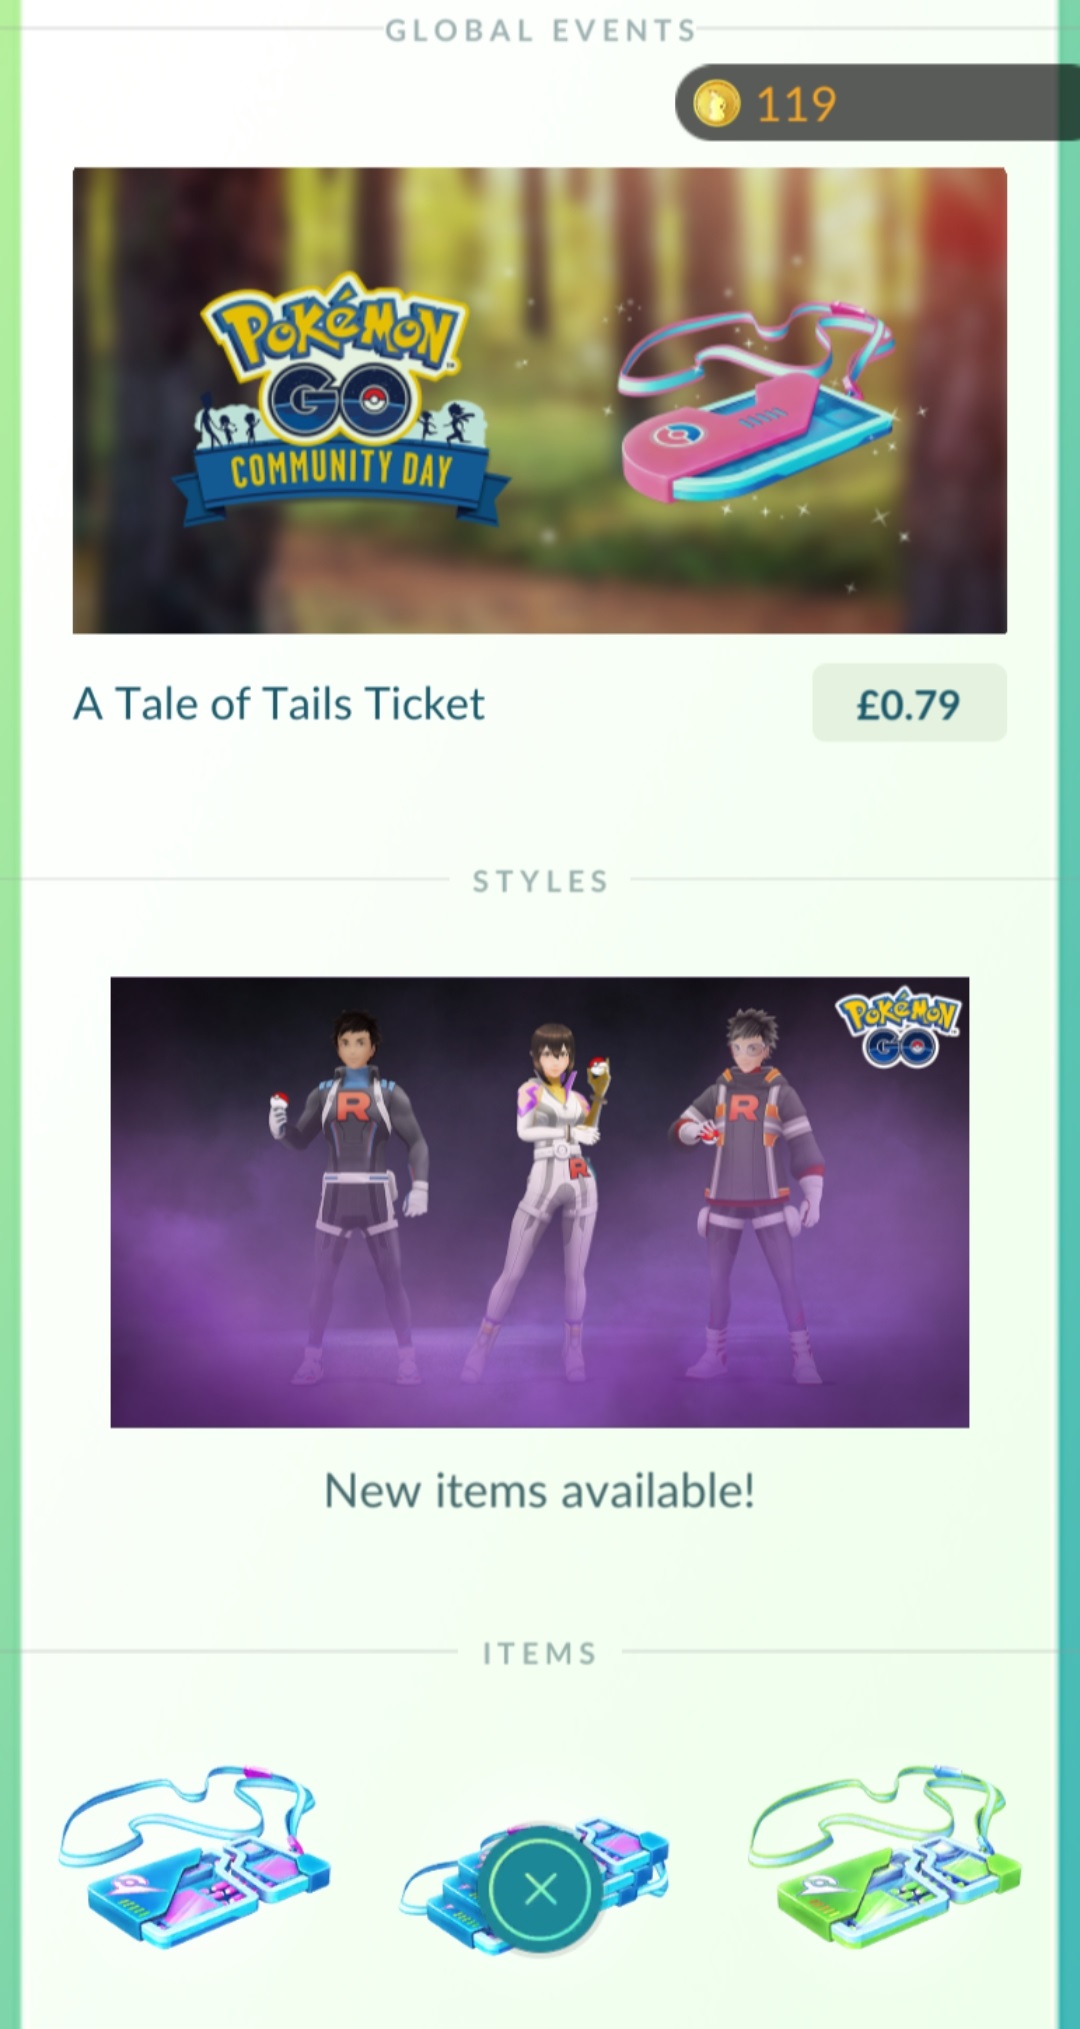 GLOBAL EVENTS
119
POKéMON
GO
COMMUNITY DAY
A Tale of Tails Ticket
£0.79
STYLES
POKéMON
GO
R
R
R
New items available!
ITEMS